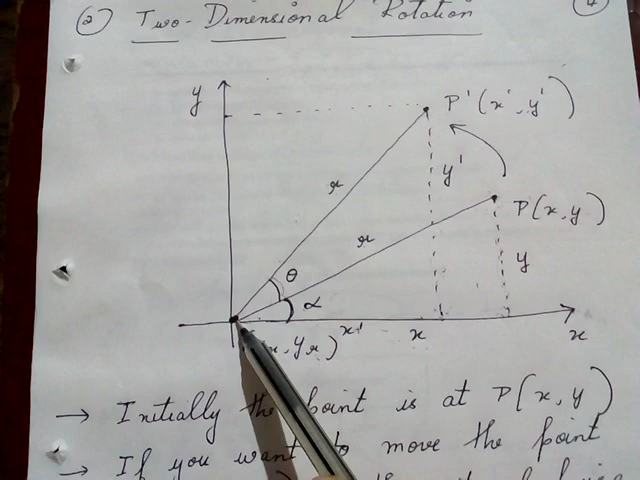 ② Two-Dimensional Rotation
y
P'(x', y')
r
y'
r
P(x, y)
y
θ
α
x'
x
x
→ Initially the point is at P(x, y)
→ If you want to move the point